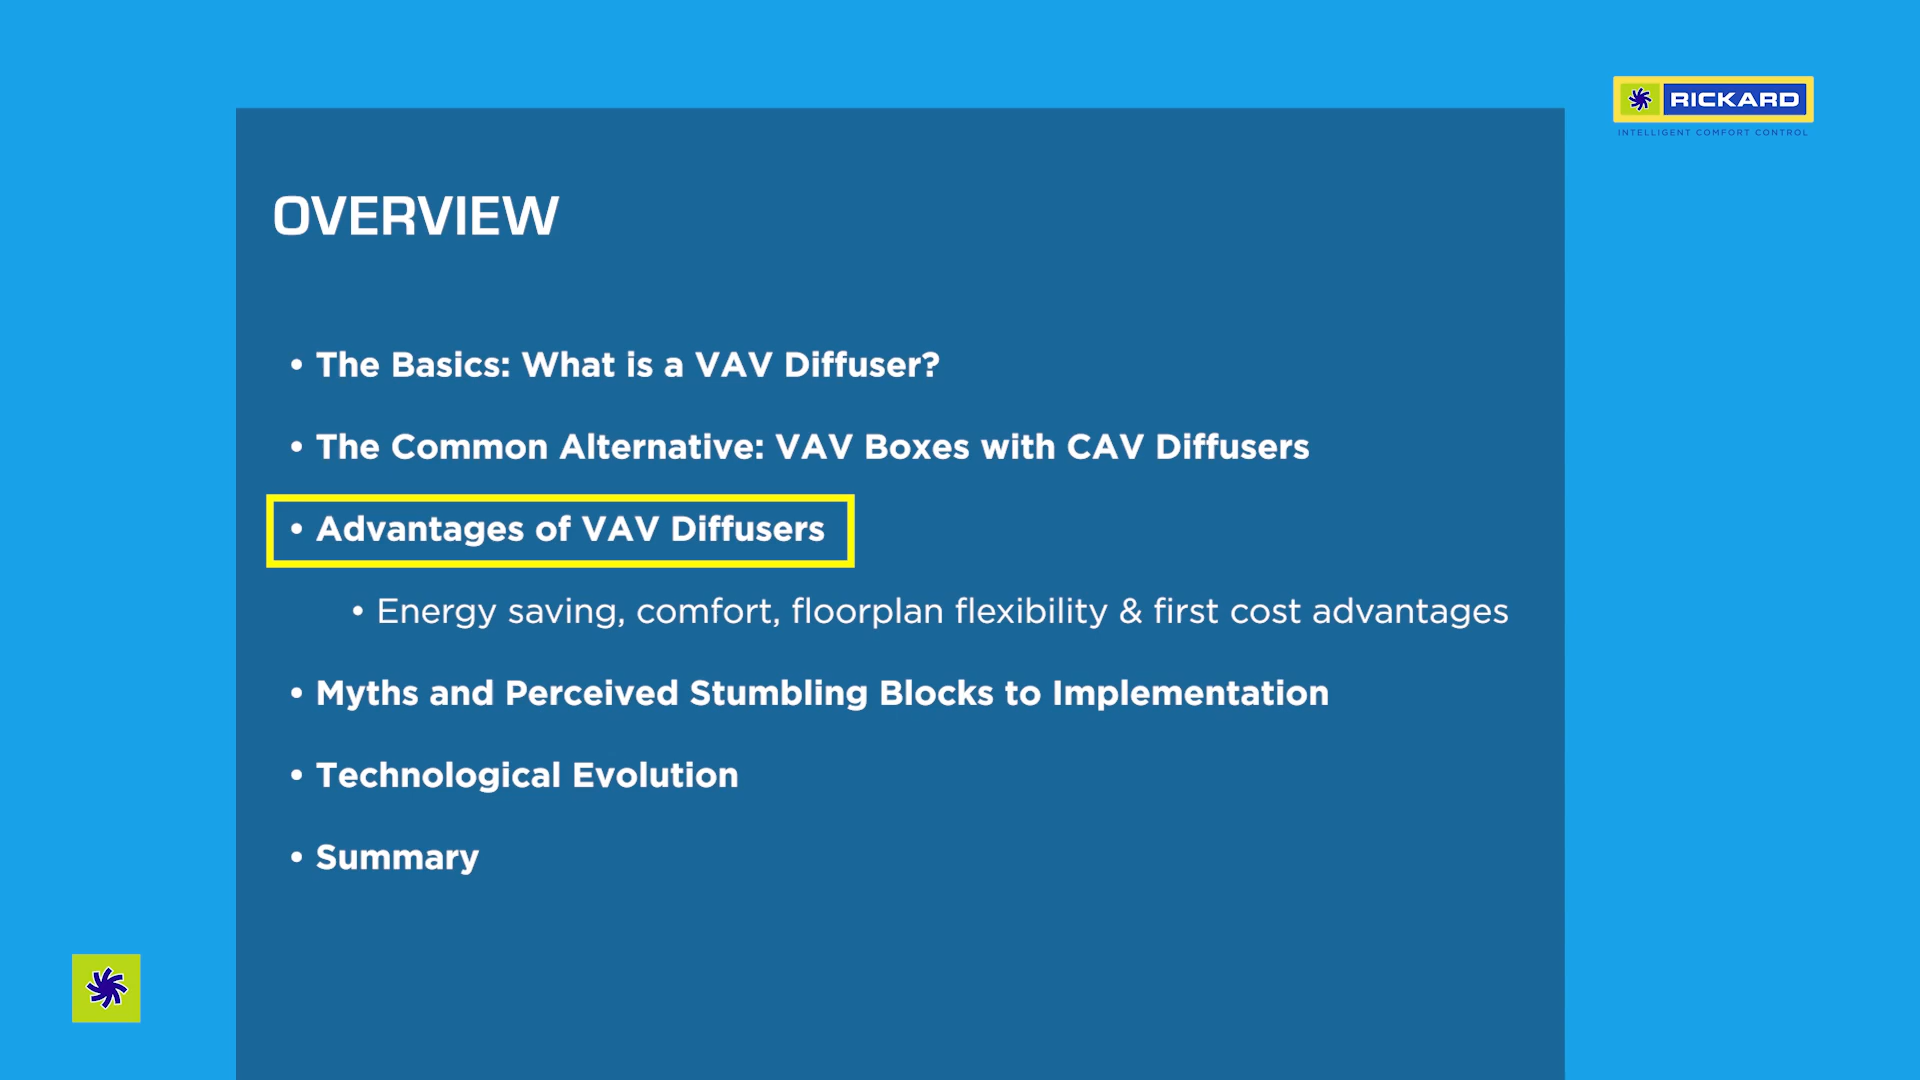 RICKARD
INTELLIGENT COMFORT CONTROL
OVERVIEW
• The Basics: What is a VAV Diffuser?
• The Common Alternative: VAV Boxes with CAV Diffusers
• Advantages of VAV Diffusers
• Energy saving, comfort, floorplan flexibility & first cost advantages
• Myths and Perceived Stumbling Blocks to Implementation
• Technological Evolution
• Summary